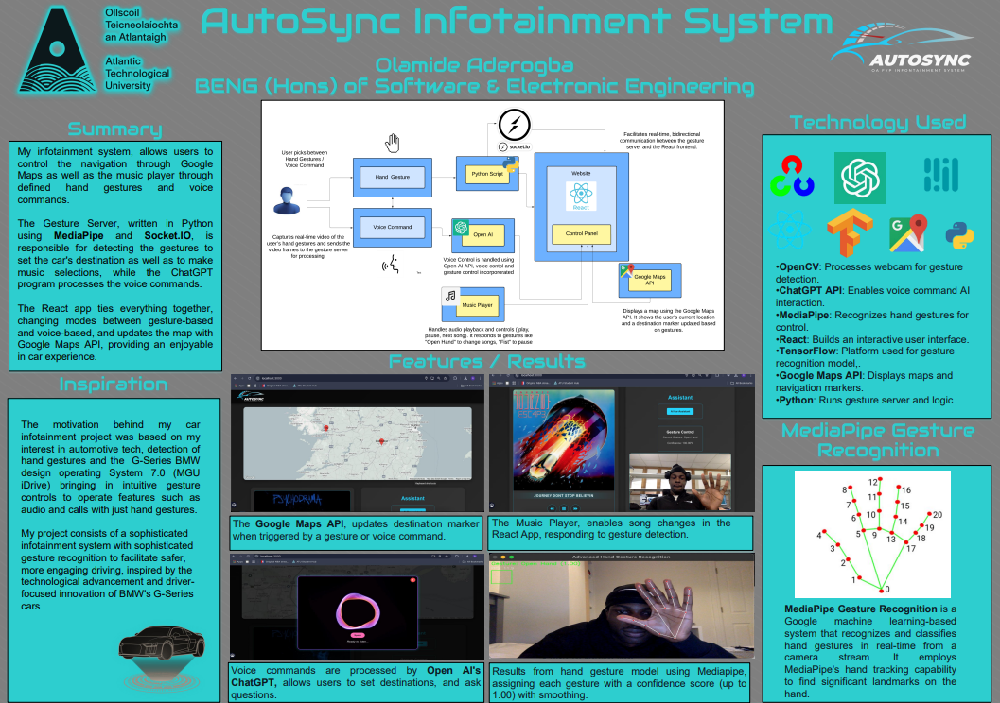 Ollscoil
Teicneolaíochta
an Atlantaigh
Atlantic
Technological
University
AutoSync Infotainment System
Olamide Aderogba
BENG (Hons) of Software & Electronic Engineering
AUTOSYNC
OA FYP INFONTAINMENT SYSTEM
Summary
My infotainment system, allows users to
control the navigation through Google
Maps as well as the music player through
defined hand gestures and voice
commands.
The Gesture Server, written in Python
using MediaPipe and Socket.IO, is
responsible for detecting the gestures to
set the car's destination as well as to make
music selections, while the ChatGPT
program processes the voice commands.
The React app ties everything together,
changing modes between gesture-based
and voice-based, and updates the map with
Google Maps API, providing an enjoyable
in car experience.
Inspiration
The motivation behind my car
infotainment project was based on my
interest in automotive tech, detection of
hand gestures and the G-Series BMW
design operating System 7.0 (MGU
iDrive) bringing in intuitive gesture
controls to operate features such as
audio and calls with just hand gestures.
My project consists of a sophisticated
infotainment system with sophisticated
gesture recognition to facilitate safer,
more engaging driving, inspired by the
technological advancement and driver-
focused innovation of BMW's G-Series
cars.
User picks between
Hand Gestures /
Voice Command
Captures real-time video of the
user's hand gestures and sends the
video frames to the gesture server
for processing.
Hand Gesture
Voice Command
socket.io
Python Script
Open AI
Voice Control is handled using
Open AI API, voice contol and
gesture control incorpororated
Music Player
Handles audio playback and controls (,play,
pause, next song). It responds to gestures like
"Open Hand" to change songs, "Fist" to pause
Facilitates real-time, bidirectional
communication between the gesture
server and the React frontend.
Website
React
Control Panel
Google Maps
API
Displays a map using the Google Maps
API. It shows the user's current location
and a destination marker updated based
on gestures.
Features / Results
AUTOSYNC
PSYCHODRAMA
Assistant
The Google Maps API, updates destination marker
when triggered by a gesture or voice command.
ESCAPE
JOURNEY DONT STOP BELIEVIN
Assistant
Gesture Control
The Music Player, enables song changes in the
React App, responding to gesture detection.
Voice commands are processed by Open AI's
ChatGPT, allows users to set destinations, and ask
questions.
Advanced Hand Gesture Recognition
Results from hand gesture model using Mediapipe,
assigning each gesture with a confidence score (up to
1.00) with smoothing.
Technology Used
•OpenCV: Processes webcam for gesture
detection.
•ChatGPT API: Enables voice command AI
interaction.
•MediaPipe: Recognizes hand gestures for
control.
•React: Builds an interactive user interface.
•TensorFlow: Platform used for gesture
recognition model,.
•Google Maps API: Displays maps and
navigation markers.
•Python: Runs gesture server and logic.
MediaPipe Gesture
Recognition
12
8 16
11
7 15 20
6 10 14 19
4 5 9 13 18
3 17
2
1
0
MediaPipe Gesture Recognition is a
Google machine learning-based
system that recognizes and classifies
hand gestures in real-time from a
camera stream. It employs
MediaPipe's hand tracking capability
to find significant landmarks on the
hand.